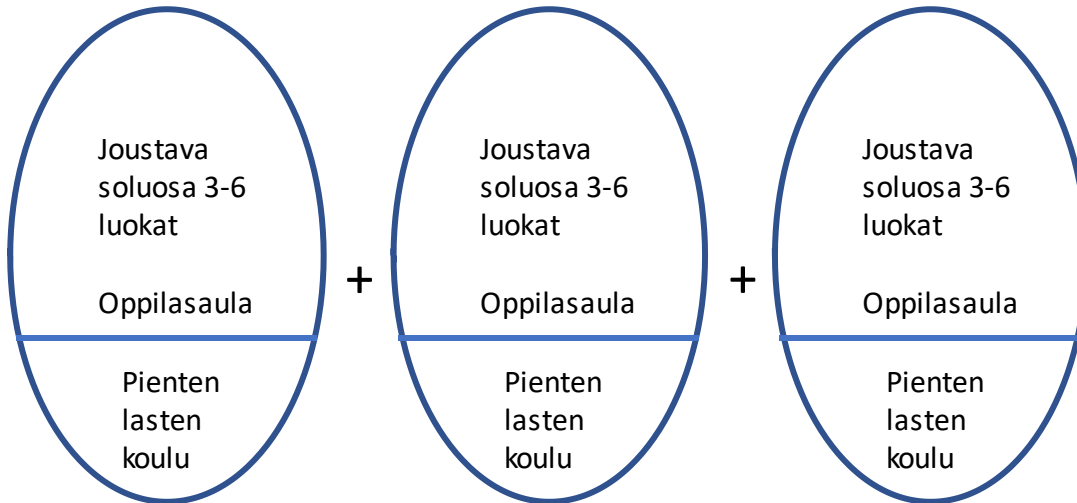 Joustava
soluosa 3-6
luokat
Oppilasaula
Pienten
lasten
koulu
+
Joustava
soluosa 3-6
luokat
Oppilasaula
Pienten
lasten
koulu
+
Joustava
soluosa 3-6
luokat
Oppilasaula
Pienten
lasten
koulu